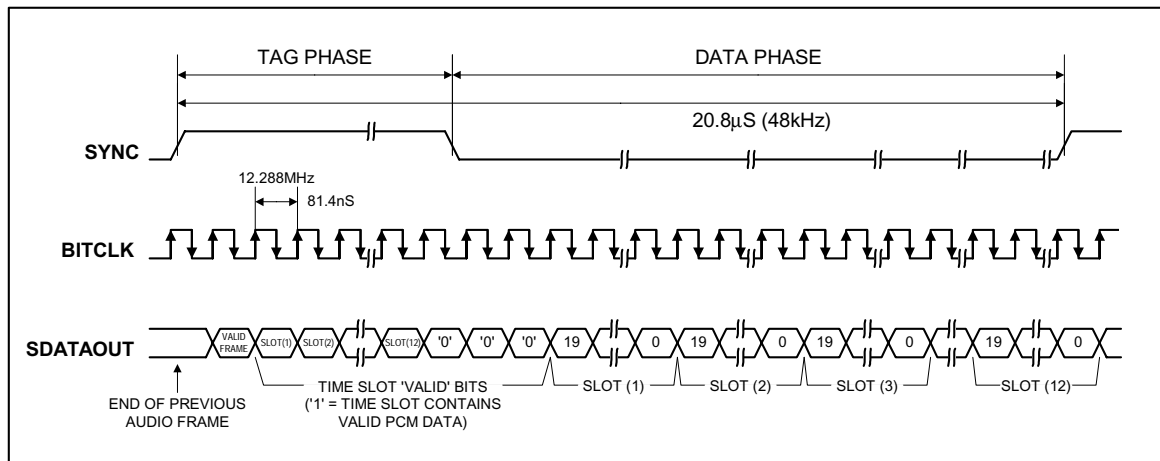 TAG PHASE
DATA PHASE
20.8µS (48kHz)
SYNC
12.288MHz
81.4nS
BITCLK
SDATAOUT
VALID FRAME
SLOT(1)
SLOT(2)
SLOT(12)
'0'
'0'
'0'
19
0
19
0
19
0
19
0
TIME SLOT 'VALID' BITS
('1' = TIME SLOT CONTAINS
VALID PCM DATA)
SLOT (1)
SLOT (2)
SLOT (3)
SLOT (12)
END OF PREVIOUS
AUDIO FRAME